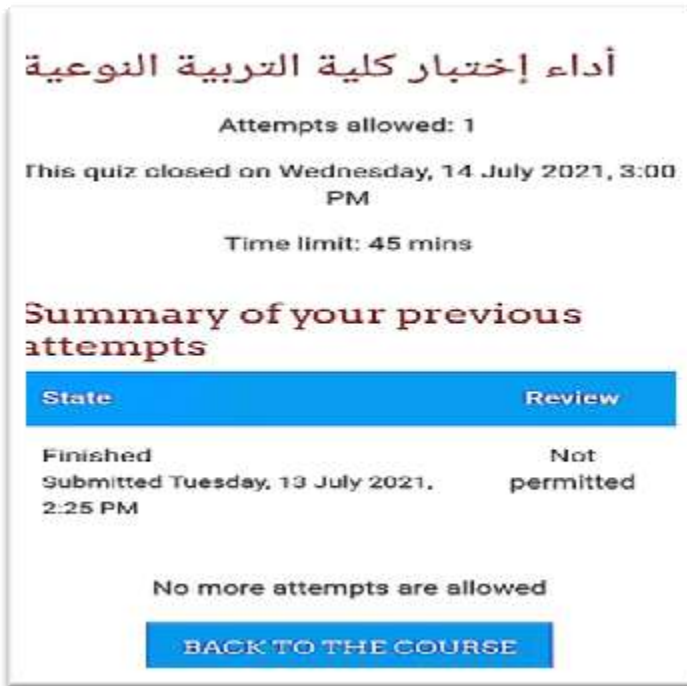 أداء إختبار كلية التربية النوعية
Attempts allowed: 1
This quiz closed on Wednesday, 14 July 2021, 3:00
PM
Time limit: 45 mins
Summary of your previous
attempts
State Review
Finished Not
Submitted Tuesday, 13 July 2021, permitted
2:25 PM
No more attempts are allowed
BACK TO THE COURSE